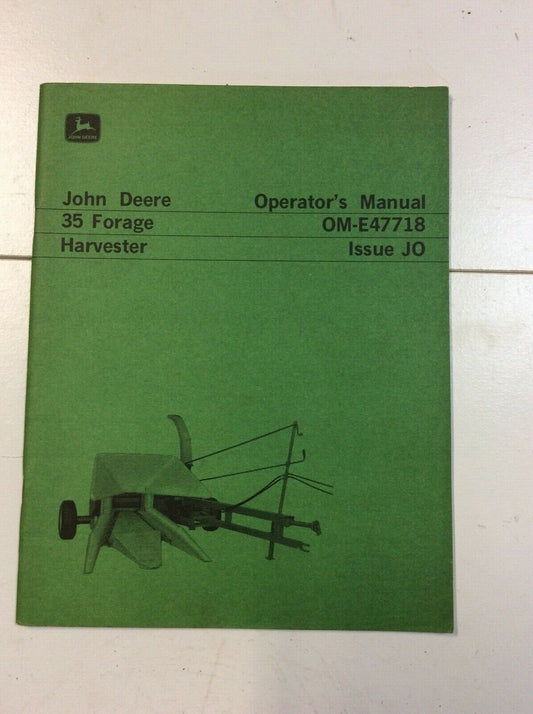 JOHN DEERE
John Deere Operator's Manual
35 Forage OM-E47718
Harvester Issue JO